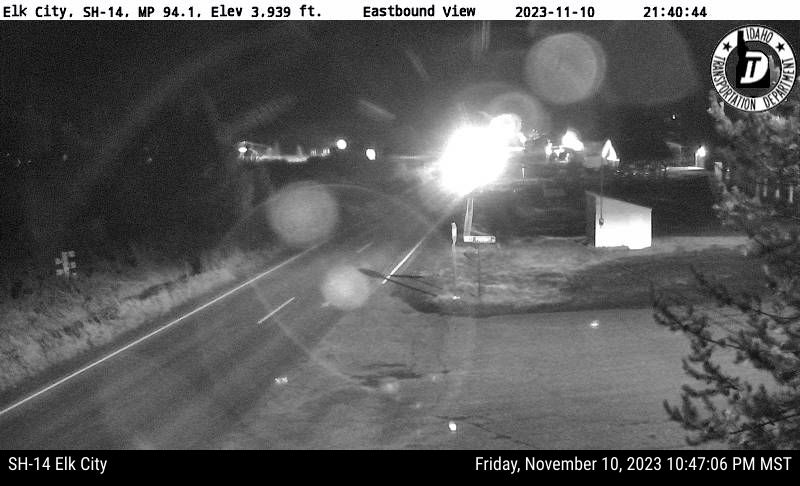 Elk City, SH-14, MP 94.1, Elev 3,939 ft. Eastbound View 2023-11-10 21:40:44
IDAHO
TRANSPORTATION DEPARTMENT
SH-14 Elk City Friday, November 10, 2023 10:47:06 PM MST